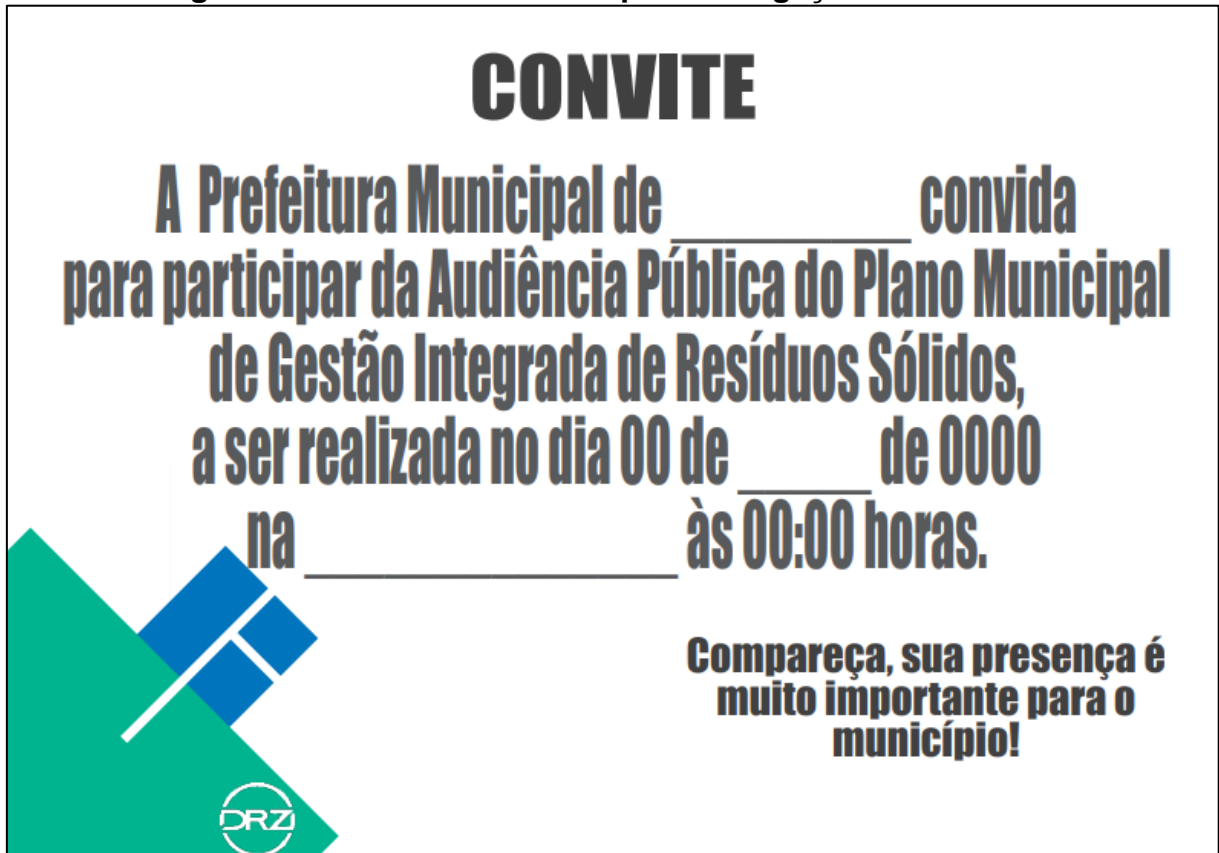 CONVITE
A Prefeitura Municipal de _________ convida
para participar da Audiência Pública do Plano Municipal
de Gestão Integrada de Resíduos Sólidos,
a ser realizada no dia 00 de _____ de 0000
na ______________ às 00:00 horas.
Compareça, sua presença é
muito importante para o
município!
DRZ